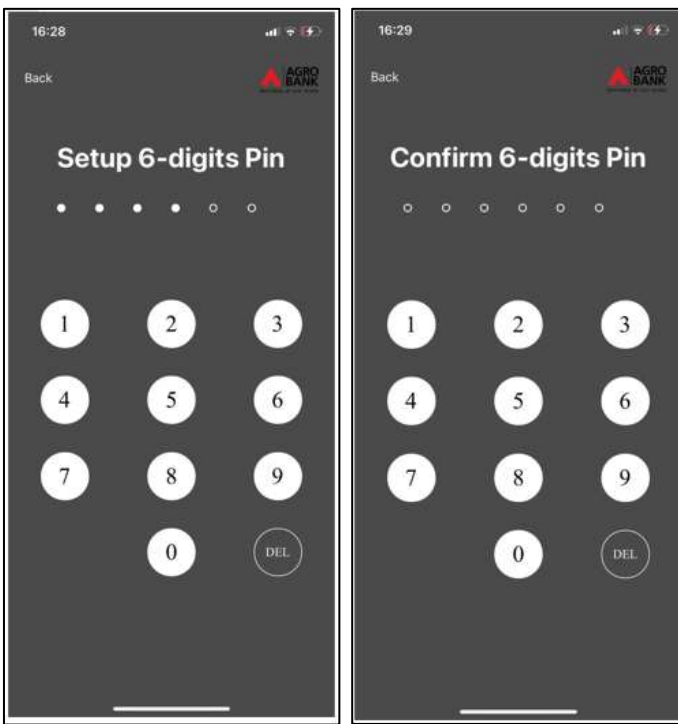 16:28
Back
AGRO
BANK
Setup 6-digits Pin
1 2 3
4 5 6
7 8 9
0 DEL
16:29
Back
AGRO
BANK
Confirm 6-digits Pin
1 2 3
4 5 6
7 8 9
0 DEL